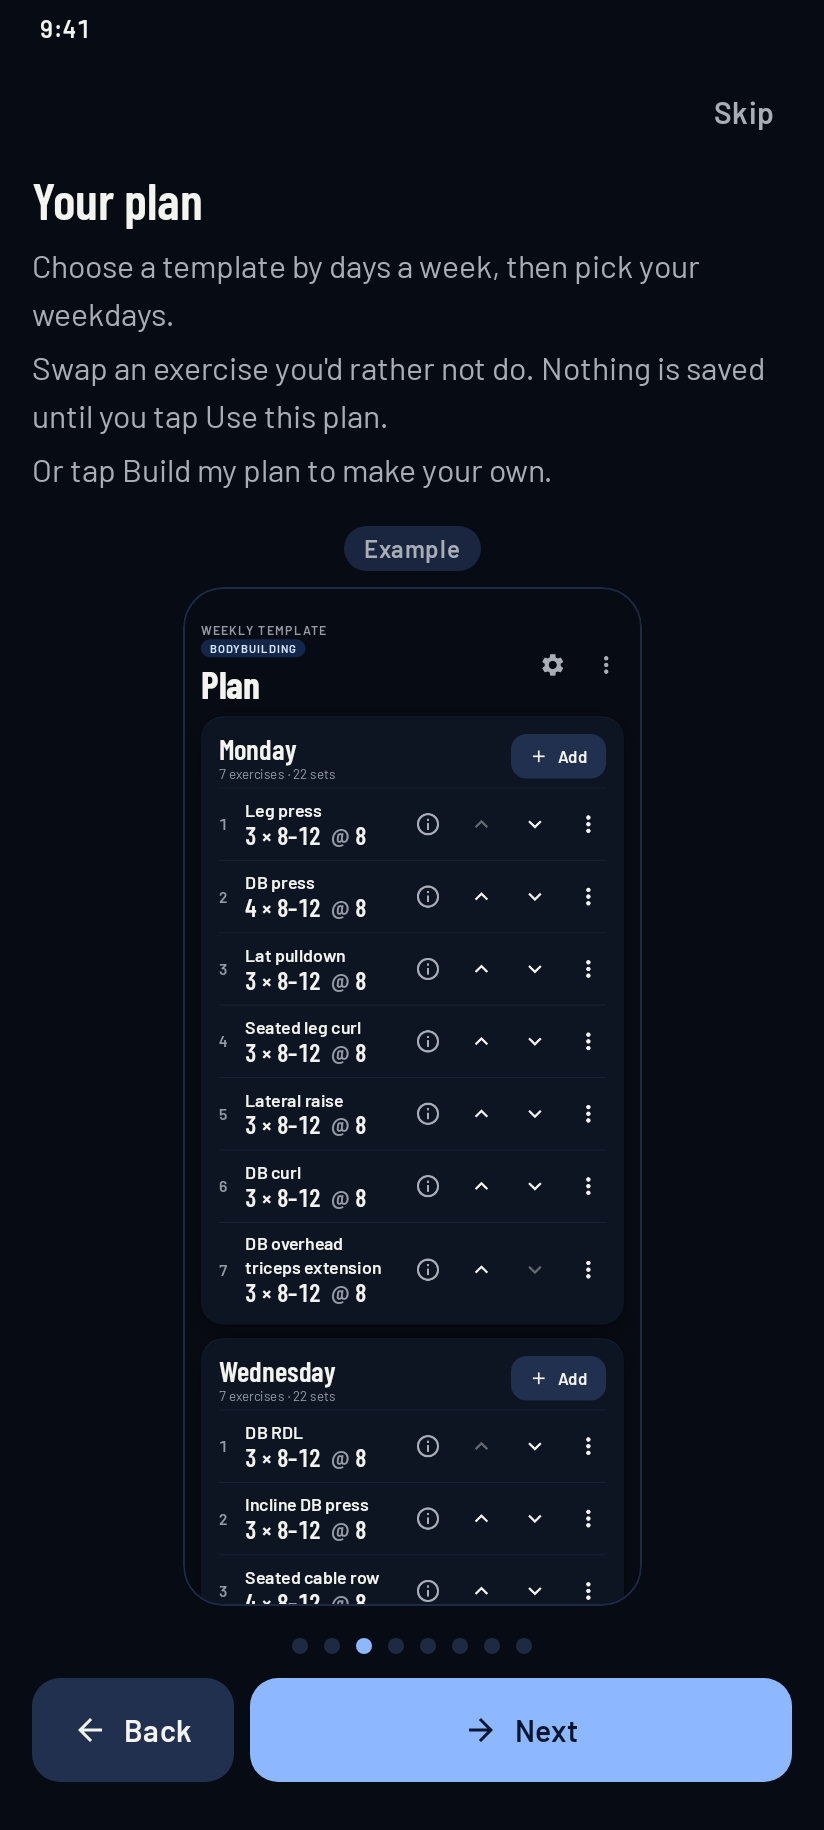 9:41
Skip
Your plan
Choose a template by days a week, then pick your
weekdays.
Swap an exercise you'd rather not do. Nothing is saved
until you tap Use this plan.
Or tap Build my plan to make your own.
Example
WEEKLY TEMPLATE
BODYBUILDING
Plan
Monday
7 exercises · 22 sets
+ Add
1
Leg press
3 × 8–12 @ 8
2
DB press
4 × 8–12 @ 8
3
Lat pulldown
3 × 8–12 @ 8
4
Seated leg curl
3 × 8–12 @ 8
5
Lateral raise
3 × 8–12 @ 8
6
DB curl
3 × 8–12 @ 8
7
DB overhead
triceps extension
3 × 8–12 @ 8
Wednesday
7 exercises · 22 sets
+ Add
1
DB RDL
3 × 8–12 @ 8
2
Incline DB press
3 × 8–12 @ 8
3
Seated cable row
4 × 8–12 @ 8
Back
Next